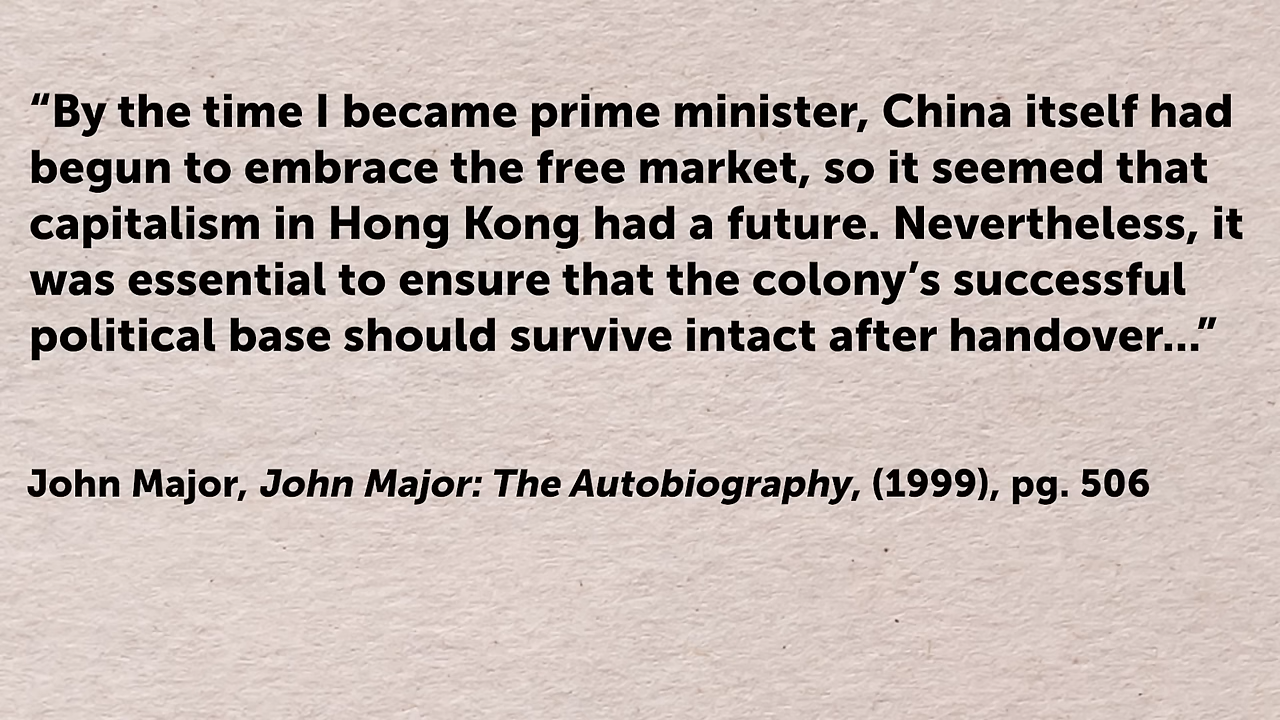 “By the time I became prime minister, China itself had
begun to embrace the free market, so it seemed that
capitalism in Hong Kong had a future. Nevertheless, it
was essential to ensure that the colony’s successful
political base should survive intact after handover...”
John Major, John Major: The Autobiography, (1999), pg. 506